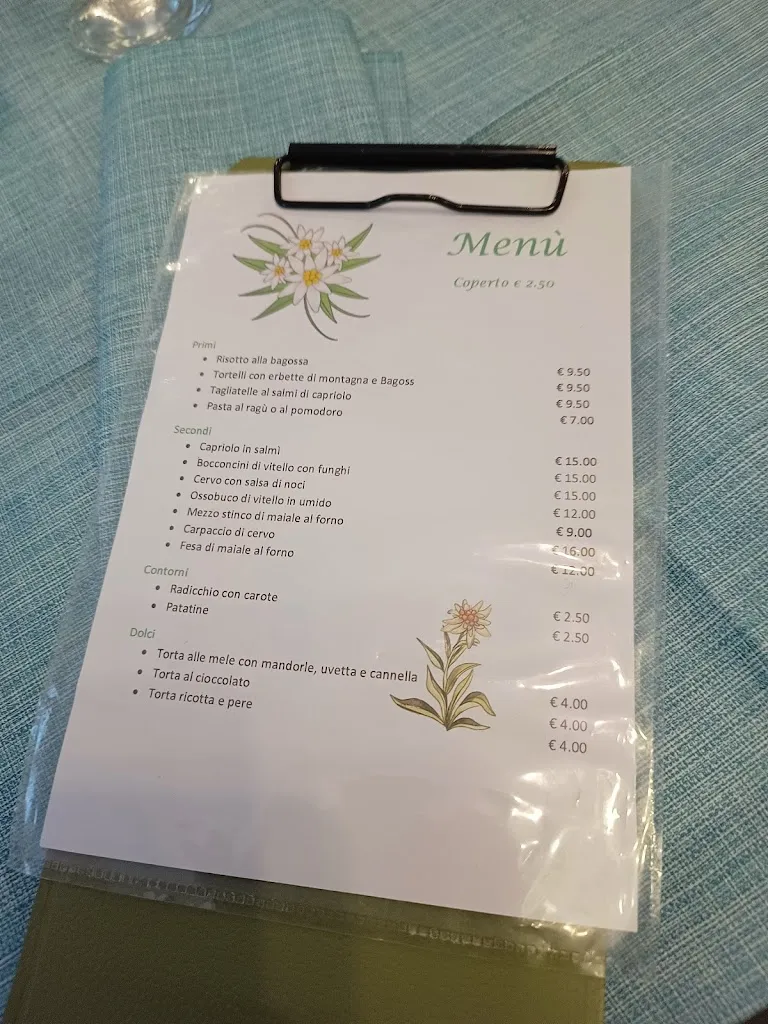 Menù
Coperto € 2.50
Primi
• Risotto alla bagossa € 9.50
• Tortelli con erbette di montagna e Bagoss € 9.50
• Tagliatelle al salmì di capriolo € 9.50
• Pasta al ragù o al pomodoro € 7.00
Secondi
• Capriolo in salmì € 15.00
• Bocconcini di vitello con funghi € 15.00
• Cervo con salsa di noci € 15.00
• Ossobuco di vitello in umido € 12.00
• Mezzo stinco di maiale al forno € 9.00
• Carpaccio di cervo € 16.00
• Fesa di maiale al forno € 12.00
Contorni
• Radicchio con carote € 2.50
• Patatine € 2.50
Dolci
• Torta alle mele con mandorle, uvetta e cannella € 4.00
• Torta al cioccolato € 4.00
• Torta ricotta e pere € 4.00